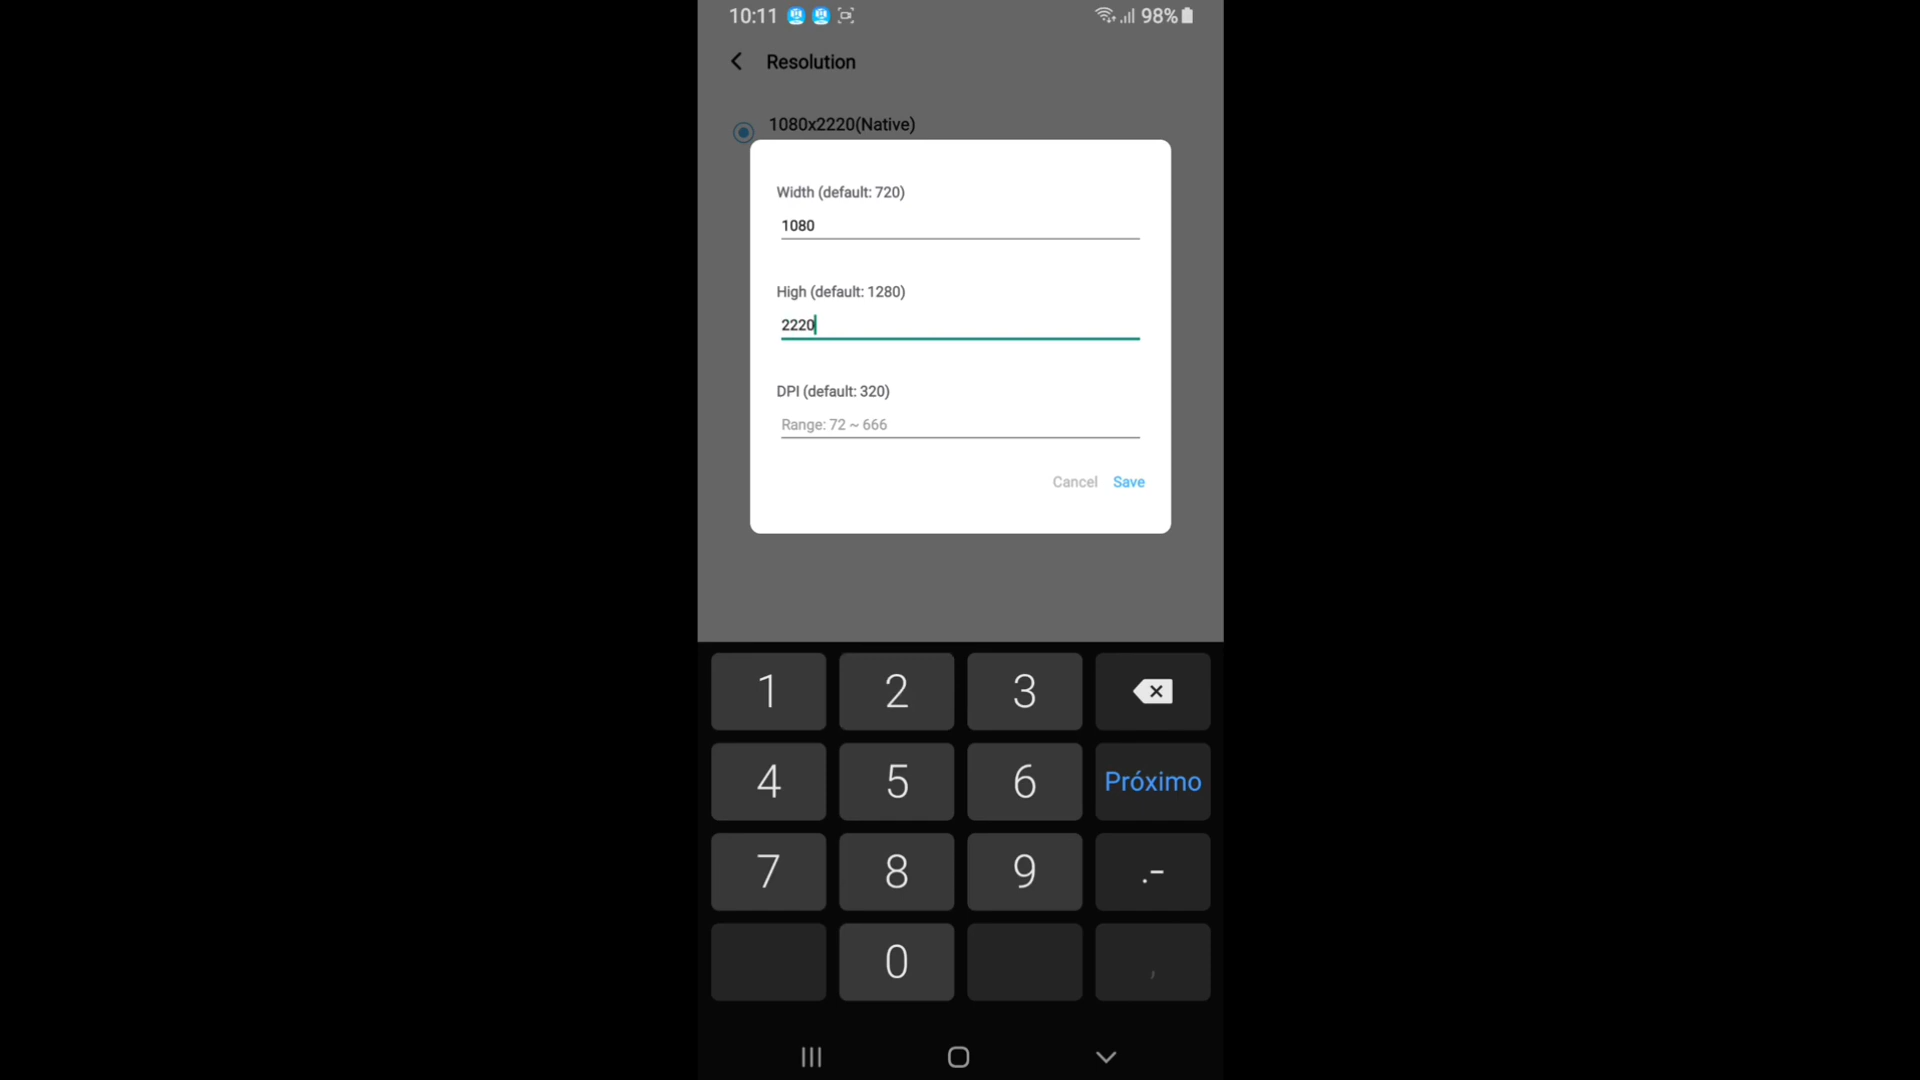 10:11 98%
Resolution
1080x2220(Native)
Width (default: 720)
1080
High (default: 1280)
2220
DPI (default: 320)
Range: 72 ~ 666
Cancel Save
1 2 3
4 5 6 Próximo
7 8 9 .-
0 ,